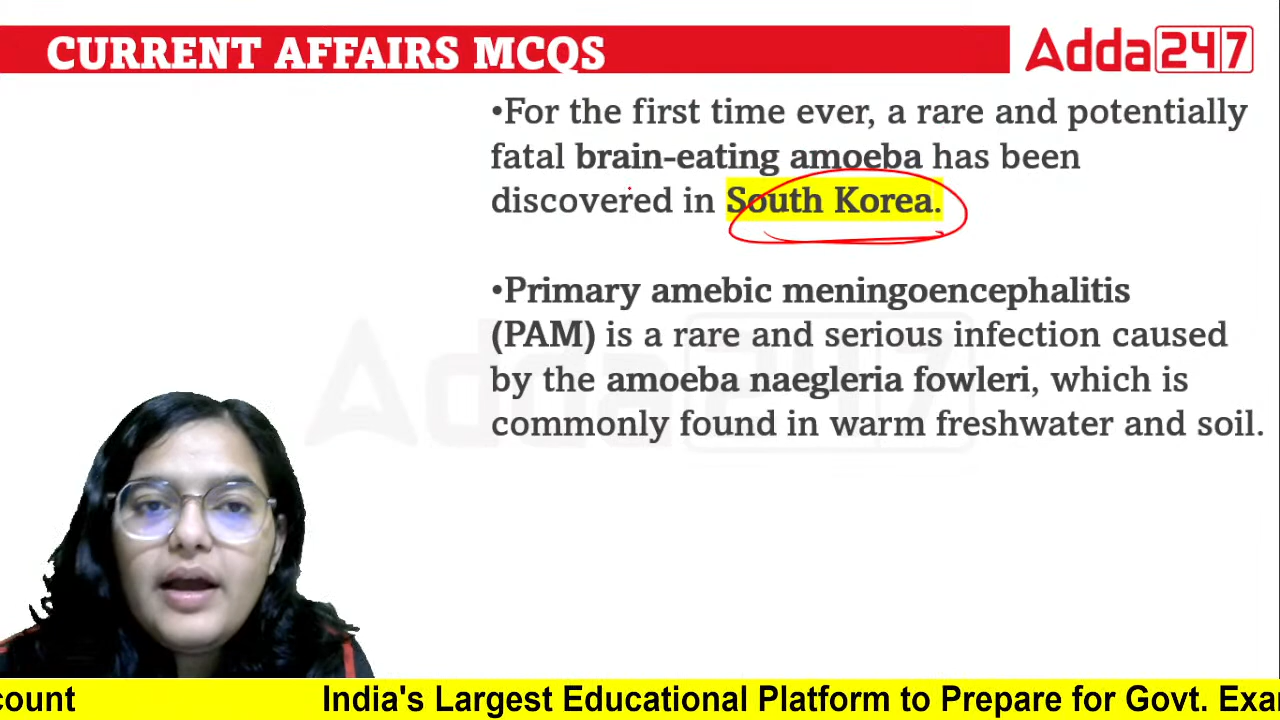 CURRENT AFFAIRS MCQS
Adda247
•For the first time ever, a rare and potentially
fatal brain-eating amoeba has been
discovered in South Korea.
•Primary amebic meningoencephalitis
(PAM) is a rare and serious infection caused
by the amoeba naegleria fowleri, which is
commonly found in warm freshwater and soil.
Adda247
count India's Largest Educational Platform to Prepare for Govt. Exa